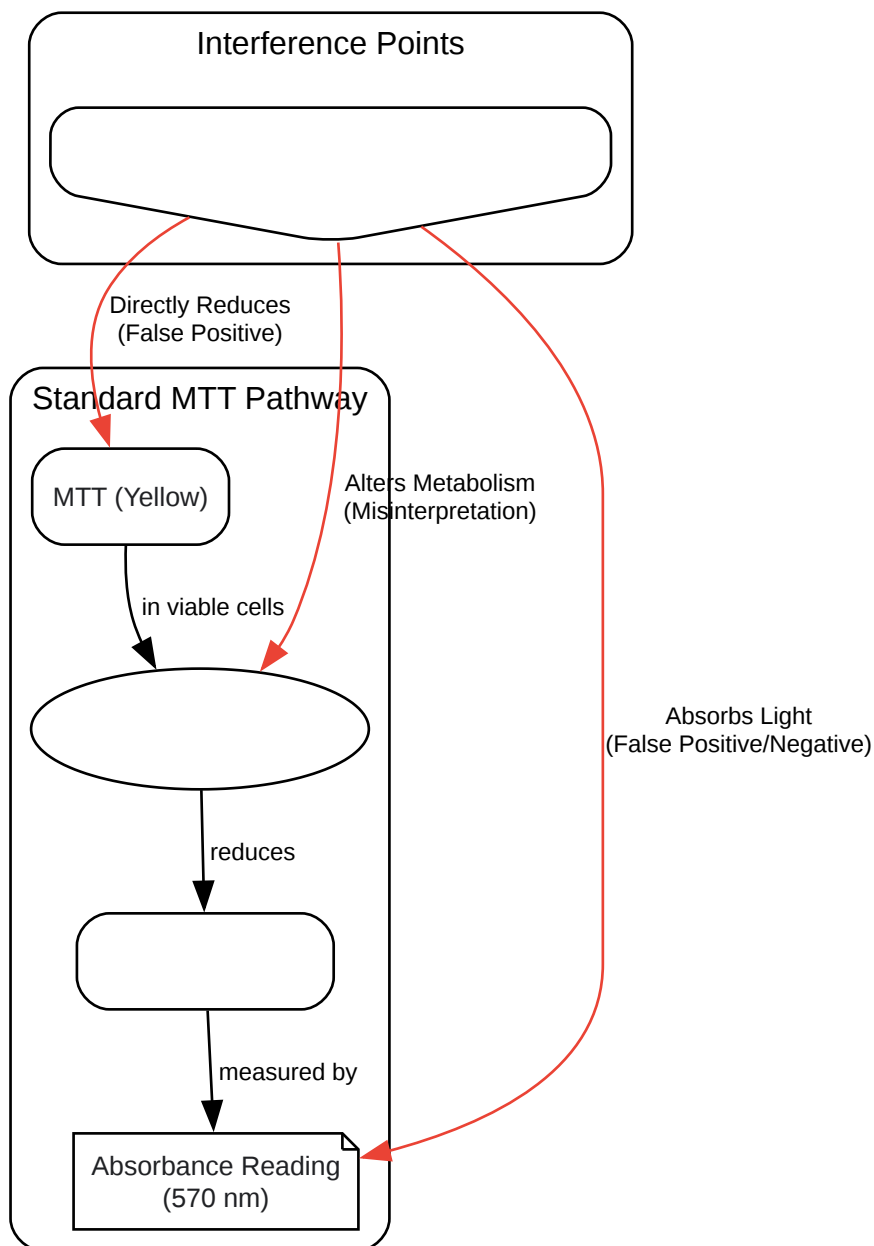 Interference Points
Directly Reduces
(False Positive)
Standard MTT Pathway
MTT (Yellow)
Alters Metabolism
(Misinterpretation)
in viable cells
Absorbs Light
(False Positive/Negative)
reduces
measured by
Absorbance Reading
(570 nm)